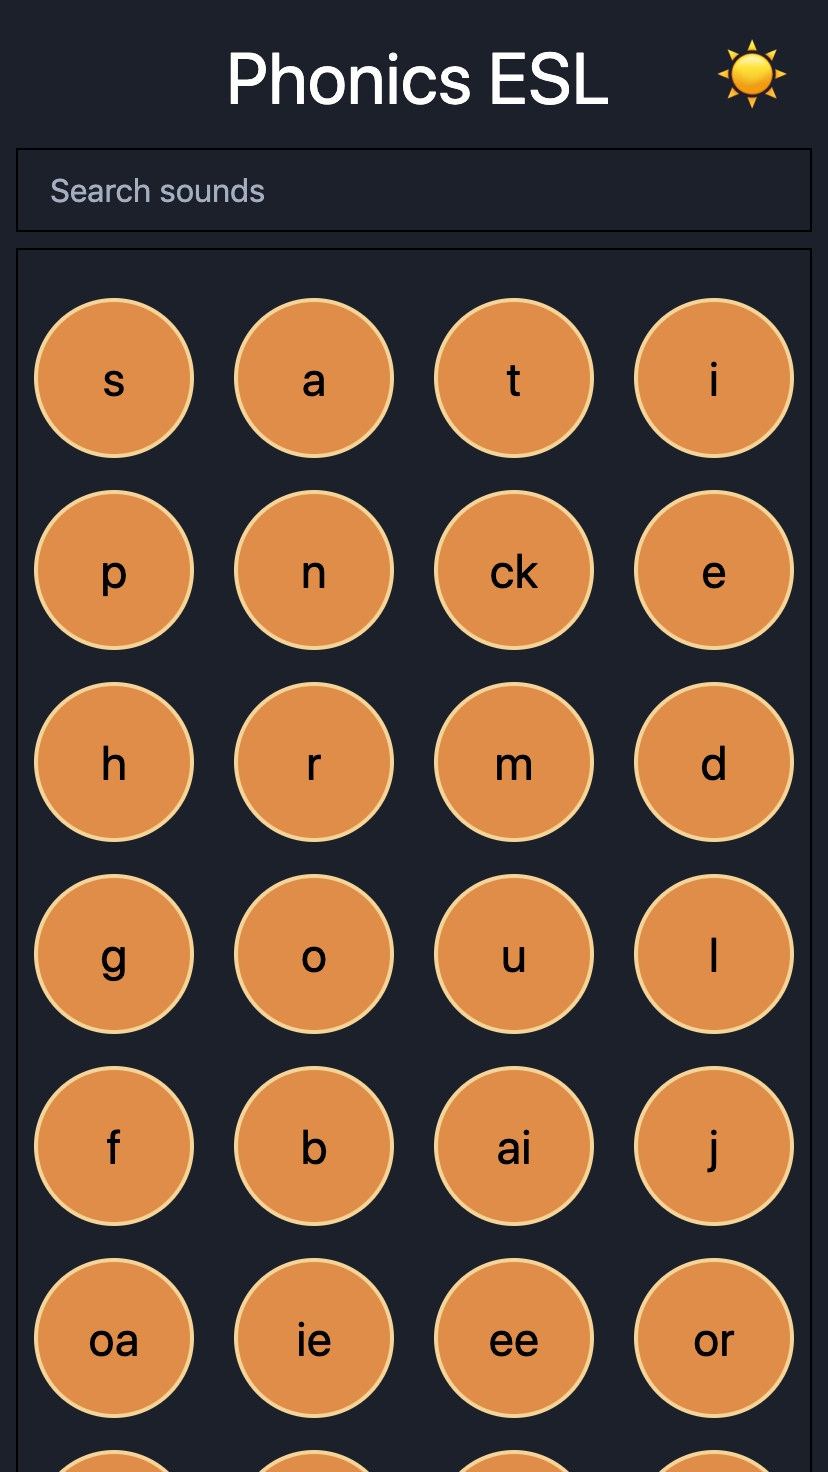 Phonics ESL
Search sounds
s a t i
p n ck e
h r m d
g o u l
f b ai j
oa ie ee or